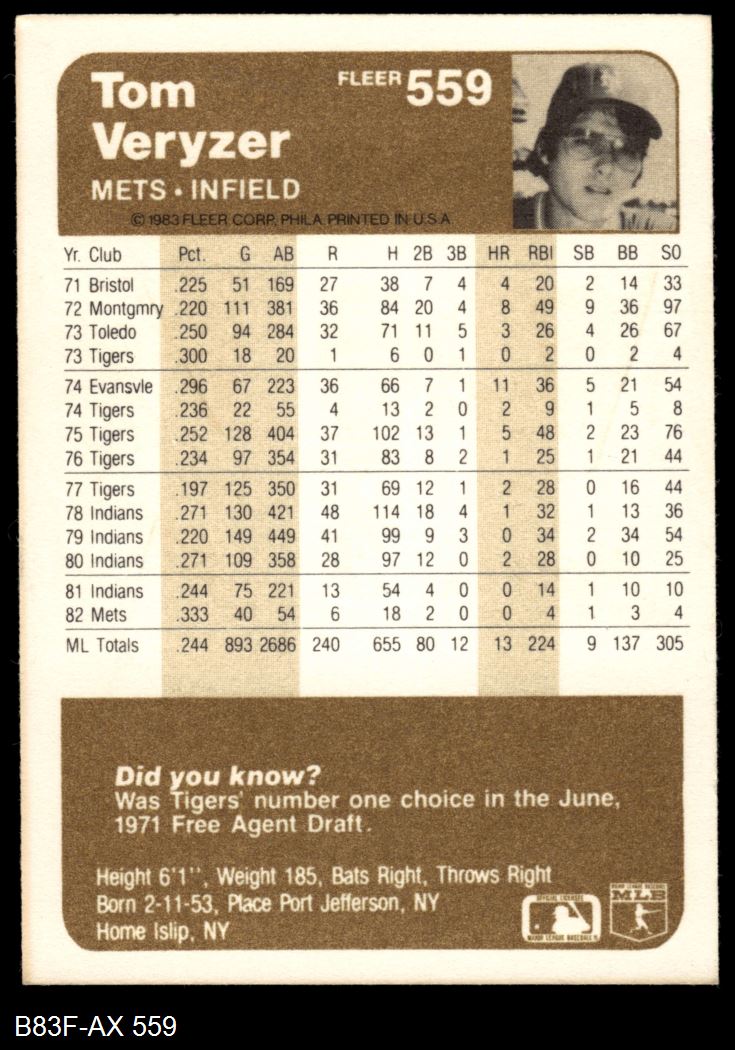 Tom
Veryzer
FLEER 559
METS • INFIELD
© 1983 FLEER CORP. PHILA. PRINTED IN U.S.A
Yr. Club Pct. G AB R H 2B 3B HR RBI SB BB SO
71 Bristol .225 51 169 27 38 7 4 4 20 2 14 33
72 Montgmry .220 111 381 36 84 20 4 8 49 9 36 97
73 Toledo .250 94 284 32 71 11 5 3 26 4 26 67
73 Tigers .300 18 20 1 6 0 1 0 2 0 2 4
74 Evansvle .296 67 223 36 66 7 1 11 36 5 21 54
74 Tigers .236 22 55 4 13 2 0 2 9 1 5 8
75 Tigers .252 128 404 37 102 13 1 5 48 2 23 76
76 Tigers .234 97 354 31 83 8 2 1 25 1 21 44
77 Tigers .197 125 350 31 69 12 1 2 28 0 16 44
78 Indians .271 130 421 48 114 18 4 1 32 1 13 36
79 Indians .220 149 449 41 99 9 3 0 34 2 34 54
80 Indians .271 109 358 28 97 12 0 2 28 0 10 25
81 Indians .244 75 221 13 54 4 0 0 14 1 10 10
82 Mets .333 40 54 6 18 2 0 0 4 1 3 4
ML Totals .244 893 2686 240 655 80 12 13 224 9 137 305
Did you know?
Was Tigers' number one choice in the June,
1971 Free Agent Draft.
Height 6'1'', Weight 185, Bats Right, Throws Right
Born 2-11-53, Place Port Jefferson, NY
Home Islip, NY
OFFICIAL LICENSEE
MAJOR LEAGUE BASEBALL
MAJOR LEAGUE BASEBALL
MLB
B83F-AX 559